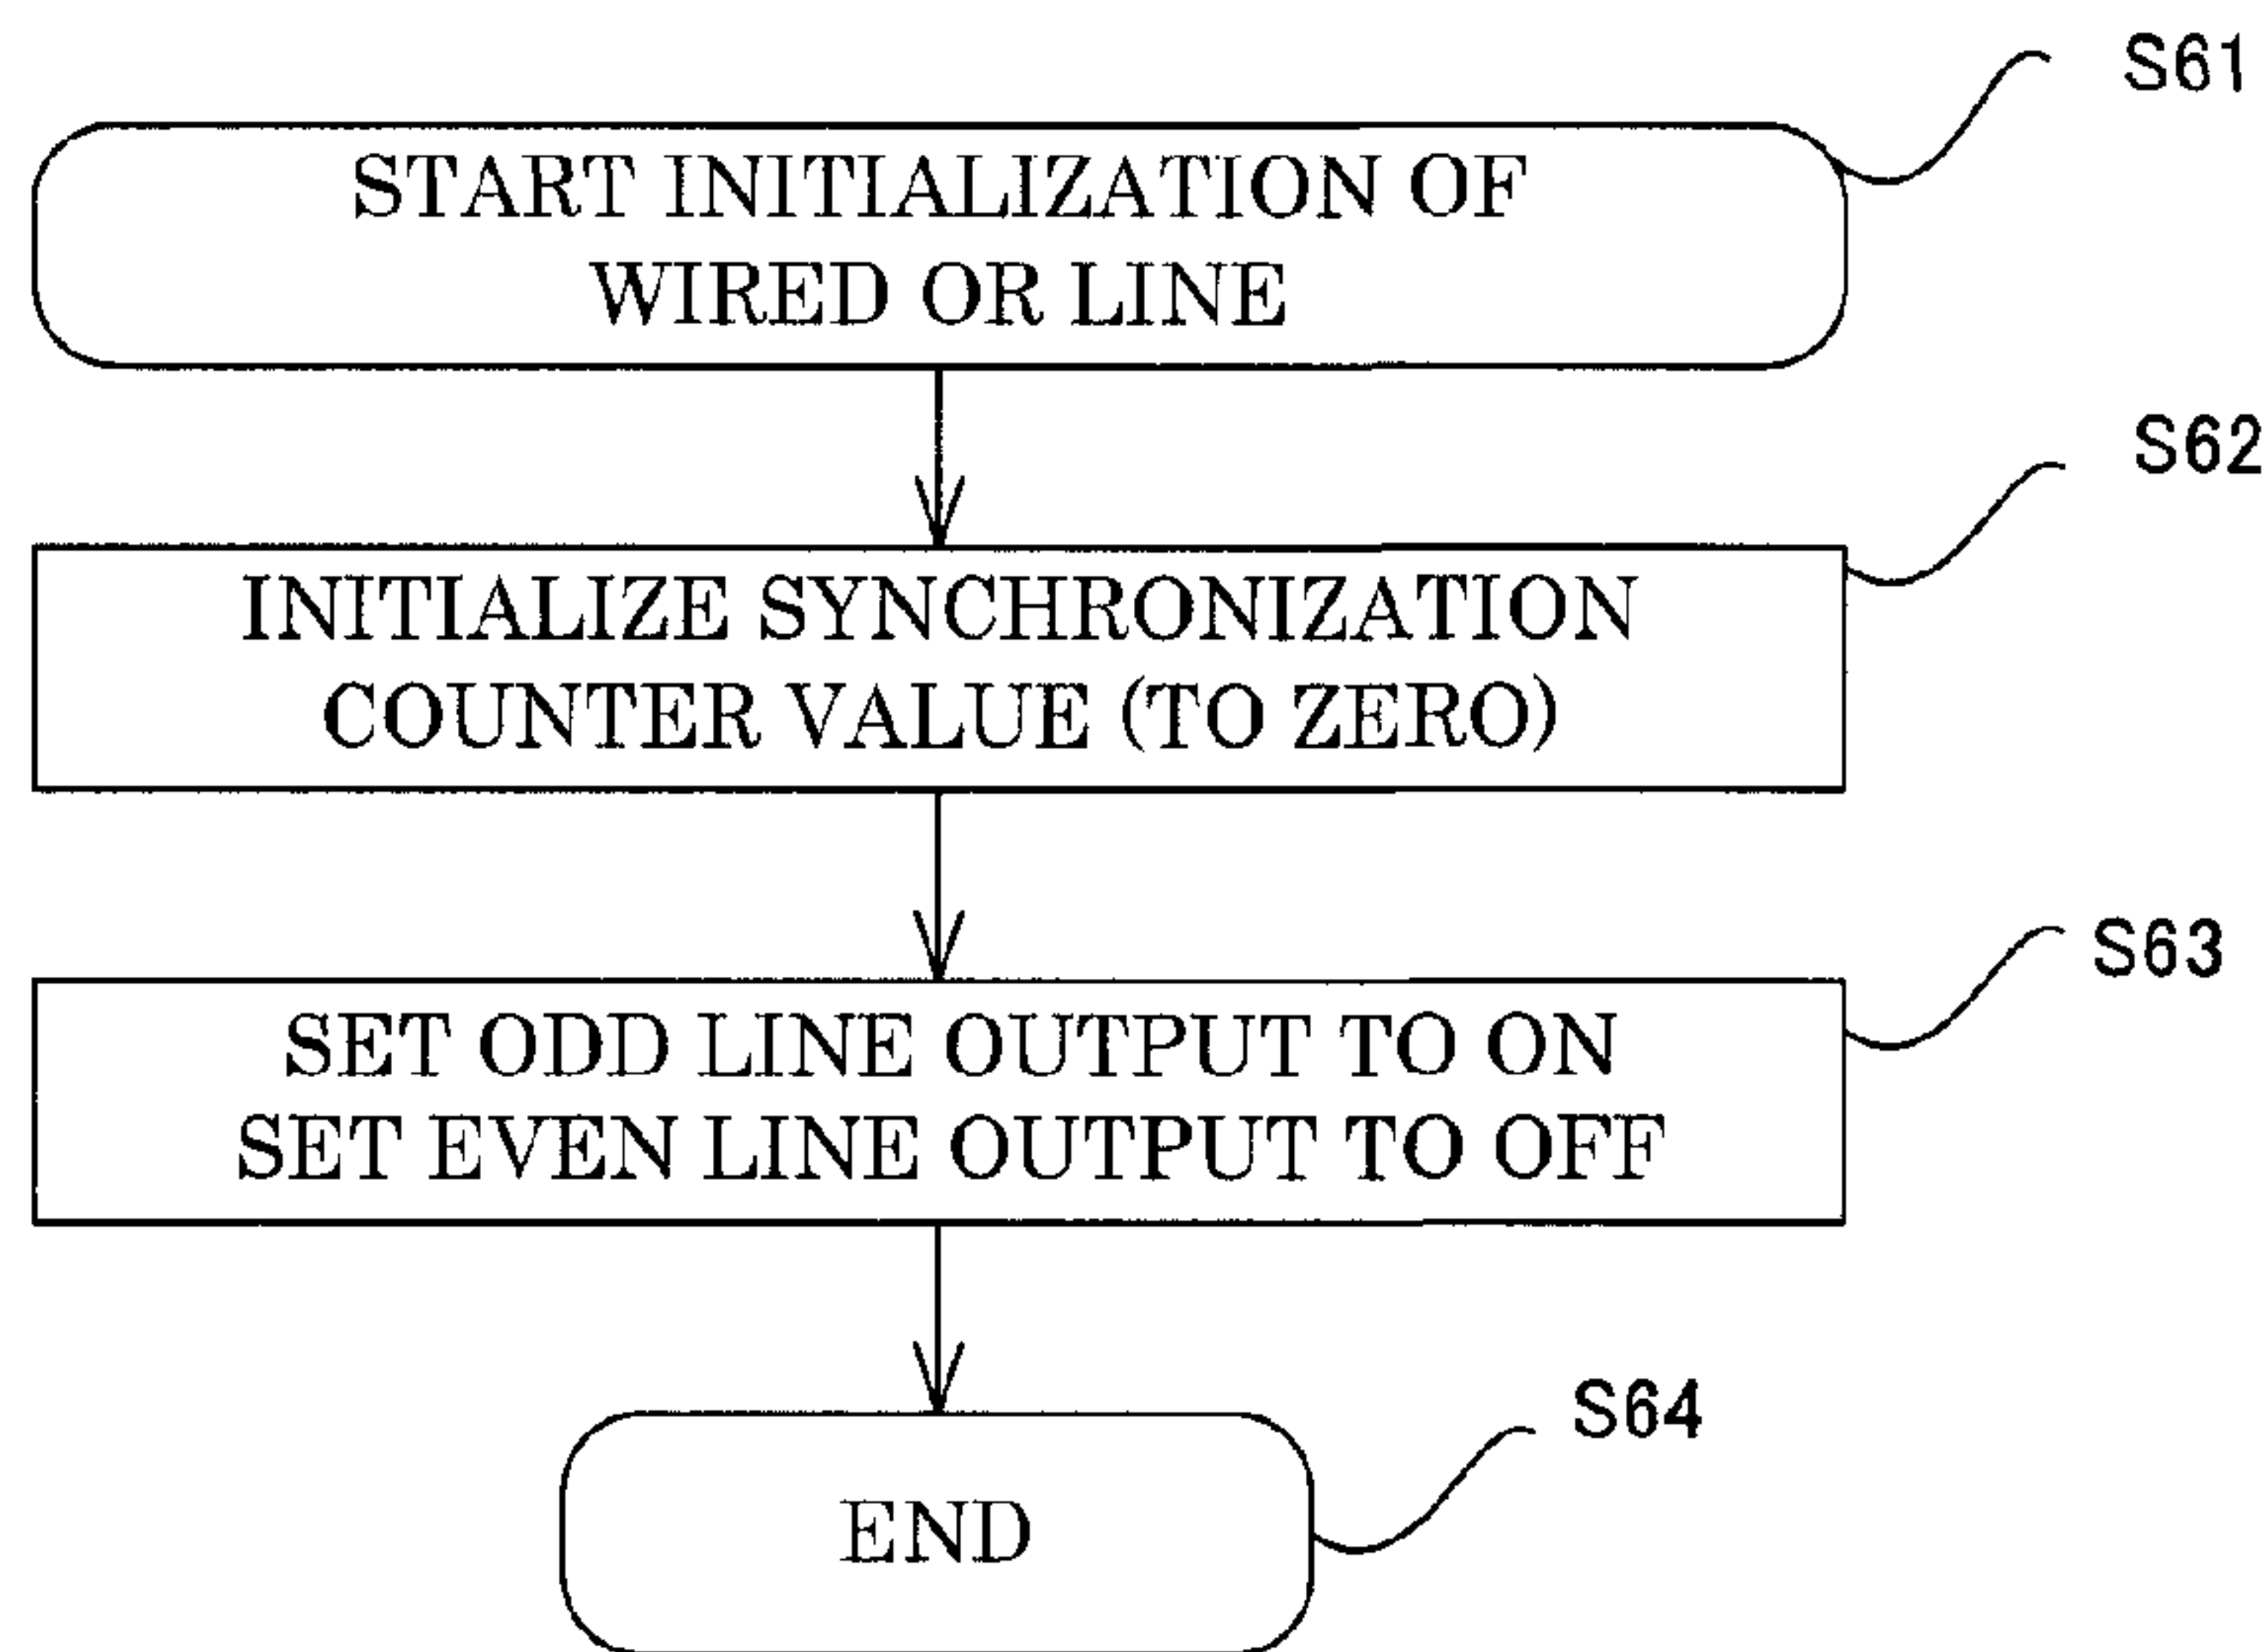 S61
START INITIALIZATION OF
WIRED OR LINE
S62
INITIALIZE SYNCHRONIZATION
COUNTER VALUE (TO ZERO)
S63
SET ODD LINE OUTPUT TO ON
SET EVEN LINE OUTPUT TO OFF
S64
END